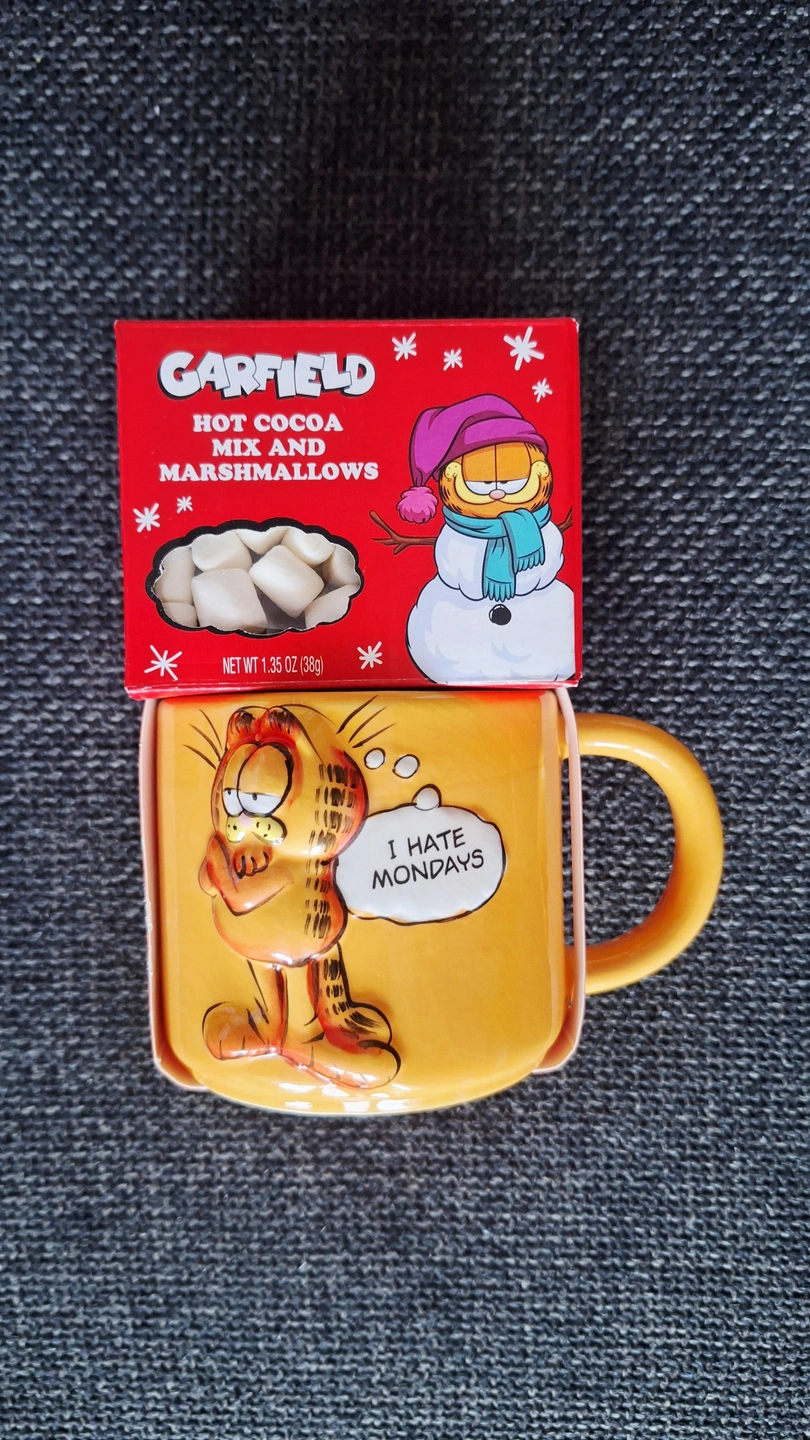 GARFIELD
HOT COCOA
MIX AND
MARSHMALLOWS
NET WT 1.35 OZ (38g)
I HATE
MONDAYS